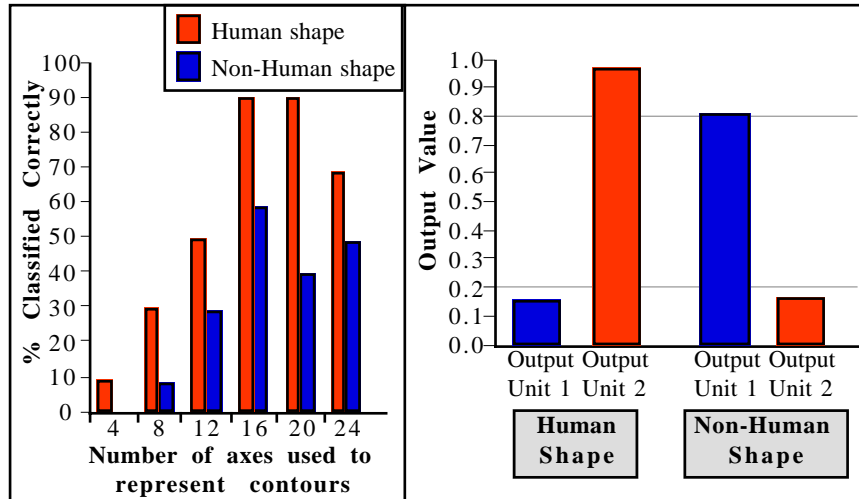 Human shape
Non-Human shape
% Classified Correctly
100
90
80
70
60
50
40
30
20
10
0
4 8 12 16 20 24
Number of axes used to
represent contours
Output Value
1.0
0.9
0.8
0.7
0.6
0.5
0.4
0.3
0.2
0.1
0.0
Output Output Output Output
Unit 1 Unit 2 Unit 1 Unit 2
Human Non-Human
Shape Shape